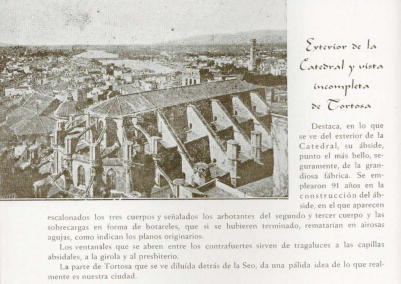 Exterior de la
Catedral y vista
incompleta
de Tortosa
Destaca, en lo que
se ve del exterior de la
Catedral, su ábside,
punto el más bello, se-
guramente, de la gran-
diosa fábrica. Se em-
plearon 91 años en la
construcción del áb-
side, en el que aparecen
escalonados los tres cuerpos y señalados los arbotantes del segundo y tercer cuerpo y las
sobrecargas en forma de botareles, que si se hubieren terminado, rematarían en airosas
agujas, como indican los planos originarios.
Los ventanales que se abren entre los contrafuertes sirven de tragaluces a las capillas
absidales, a la girola y al presbiterio.
La parte de Tortosa que se ve diluída detrás de la Seo, da una pálida idea de lo que real-
mente es nuestra ciudad.